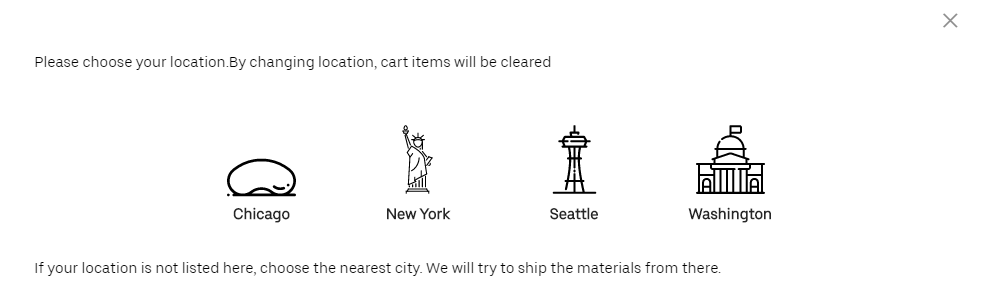 Please choose your location.By changing location, cart items will be cleared
Chicago
New York
Seattle
Washington
If your location is not listed here, choose the nearest city. We will try to ship the materials from there.